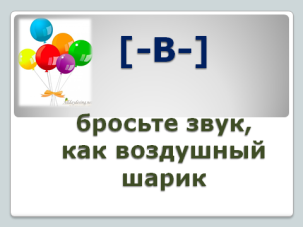 [-в-]
бросьте звук,
как воздушный
шарик